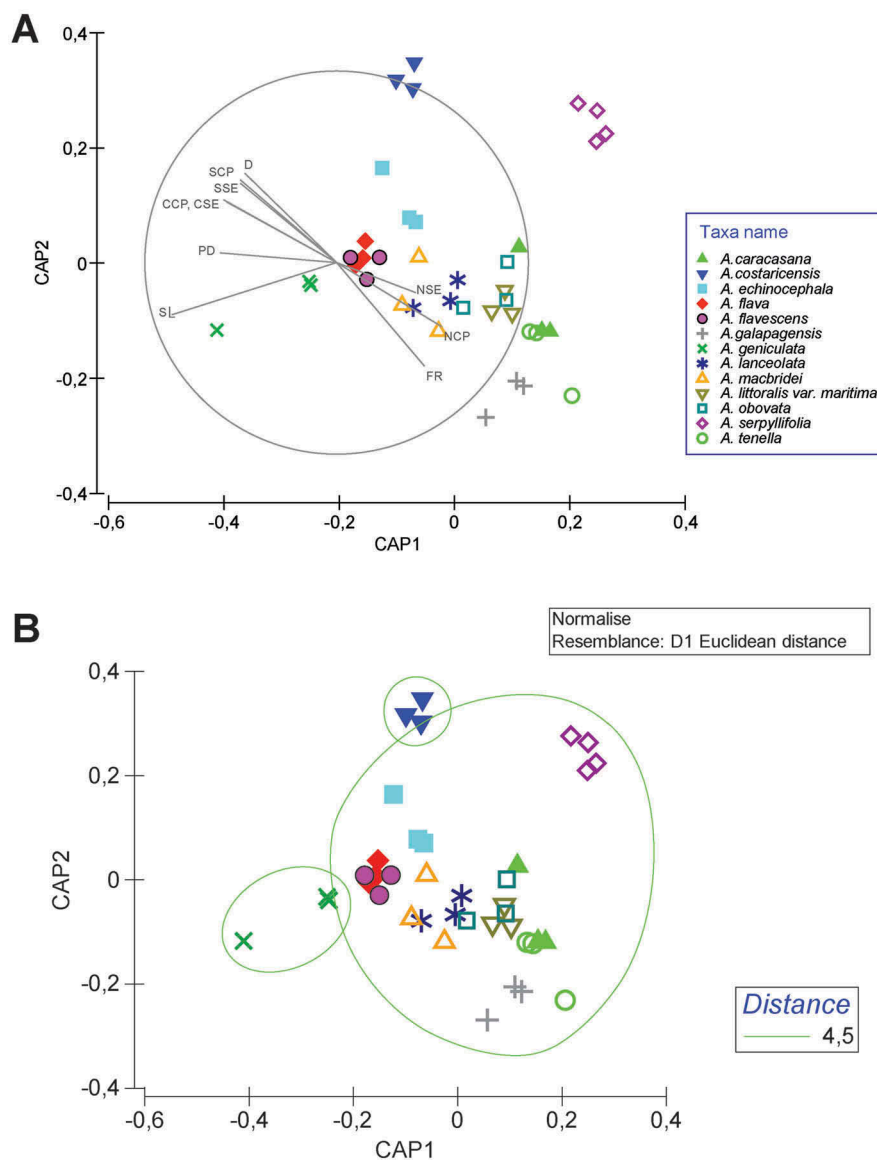 A
0,4
0,2
0
-0,2
-0,4
CAP2
-0,6
-0,4
-0,2
0
0,2
0,4
CAP1
D
SCP
SSE
CCP, CSE
PD
SL
NSE
NCP
FR
Taxa name
A.caracasana
A.costaricensis
A. echinocephala
A. flava
A. flavescens
A.galapagensis
A. geniculata
A. lanceolata
A. macbridei
A. littoralis var. maritima
A. obovata
A. serpyllifolia
A. tenella
B
Normalise
Resemblance: D1 Euclidean distance
0,4
0,2
0
-0,2
-0,4
CAP2
-0,6
-0,4
-0,2
0
0,2
0,4
CAP1
Distance
4,5